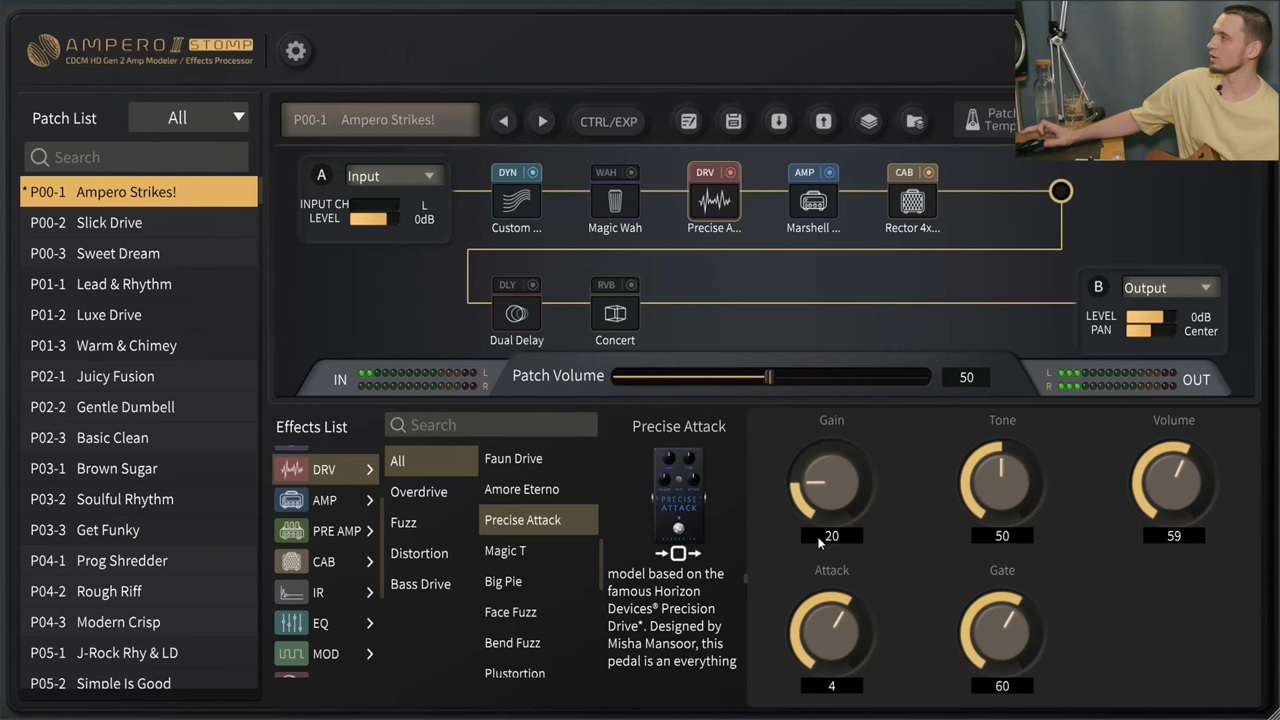 AMPERO II STOMP
CDCM HD Gen 2 Amp Modeler / Effects Processor
Patch List
All
Search
* P00-1 Ampero Strikes!
P00-2 Slick Drive
P00-3 Sweet Dream
P01-1 Lead & Rhythm
P01-2 Luxe Drive
P01-3 Warm & Chimey
P02-1 Juicy Fusion
P02-2 Gentle Dumbell
P02-3 Basic Clean
P03-1 Brown Sugar
P03-2 Soulful Rhythm
P03-3 Get Funky
P04-1 Prog Shredder
P04-2 Rough Riff
P04-3 Modern Crisp
P05-1 J-Rock Rhy & LD
P05-2 Simple Is Good
P00-1 Ampero Strikes!
CTRL/EXP
Patch
Temp
A
Input
INPUT CH L
LEVEL 0dB
DYN
Custom ...
WAH
Magic Wah
DRV
Precise A...
AMP
Marshell ...
CAB
Rector 4x...
DLY
Dual Delay
RVB
Concert
B
Output
LEVEL 0dB
PAN Center
IN
L
R
Patch Volume
50
L
R
OUT
Effects List
DRV
AMP
PRE AMP
CAB
IR
EQ
MOD
Search
All
Overdrive
Fuzz
Distortion
Bass Drive
Faun Drive
Amore Eterno
Precise Attack
Magic T
Big Pie
Face Fuzz
Bend Fuzz
Plustortion
Precise Attack
PRECISE
ATTACK
model based on the
famous Horizon
Devices® Precision
Drive*. Designed by
Misha Mansoor, this
pedal is an everything
Gain
20
Tone
50
Volume
59
Attack
4
Gate
60